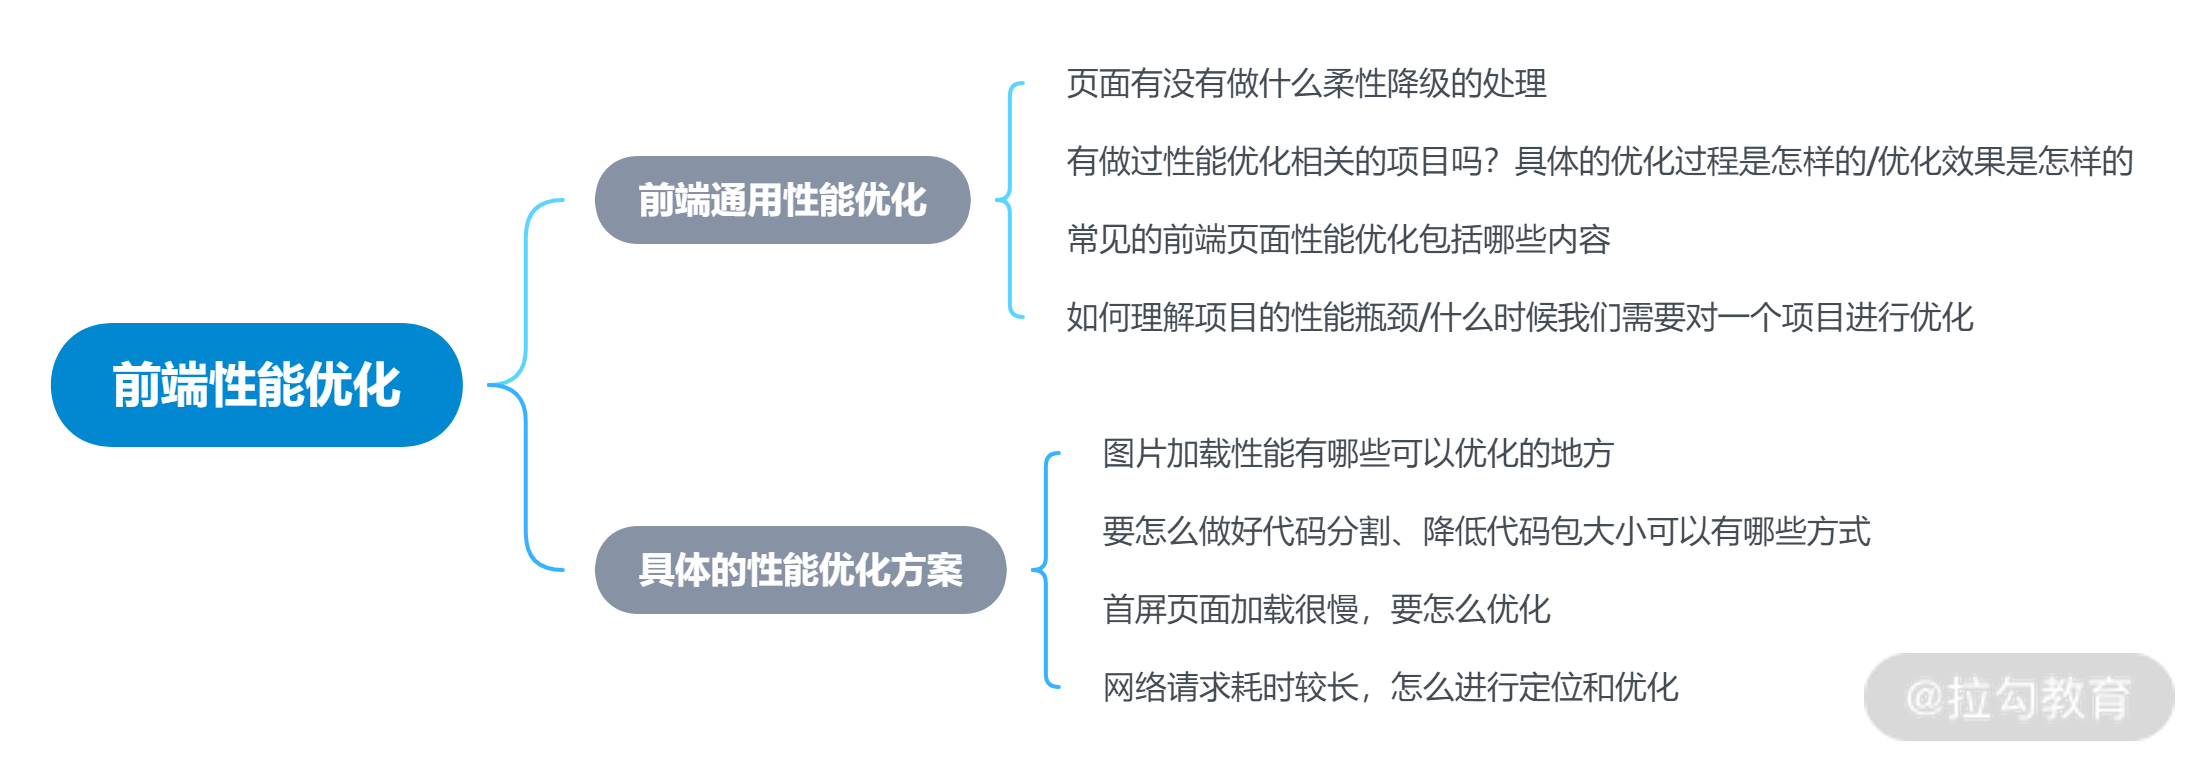 前端性能优化
前端通用性能优化
页面有没有做什么柔性降级的处理
有做过性能优化相关的项目吗？具体的优化过程是怎样的/优化效果是怎样的
常见的前端页面性能优化包括哪些内容
如何理解项目的性能瓶颈/什么时候我们需要对一个项目进行优化
具体的性能优化方案
图片加载性能有哪些可以优化的地方
要怎么做好代码分割、降低代码包大小可以有哪些方式
首屏页面加载很慢，要怎么优化
网络请求耗时较长，怎么进行定位和优化
@拉勾教育